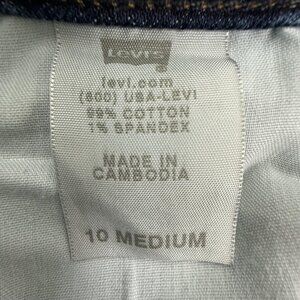 LEVI'S
levi.com
(800) USA-LEVI
99% COTTON
1% SPANDEX
MADE IN
CAMBODIA
10 MEDIUM